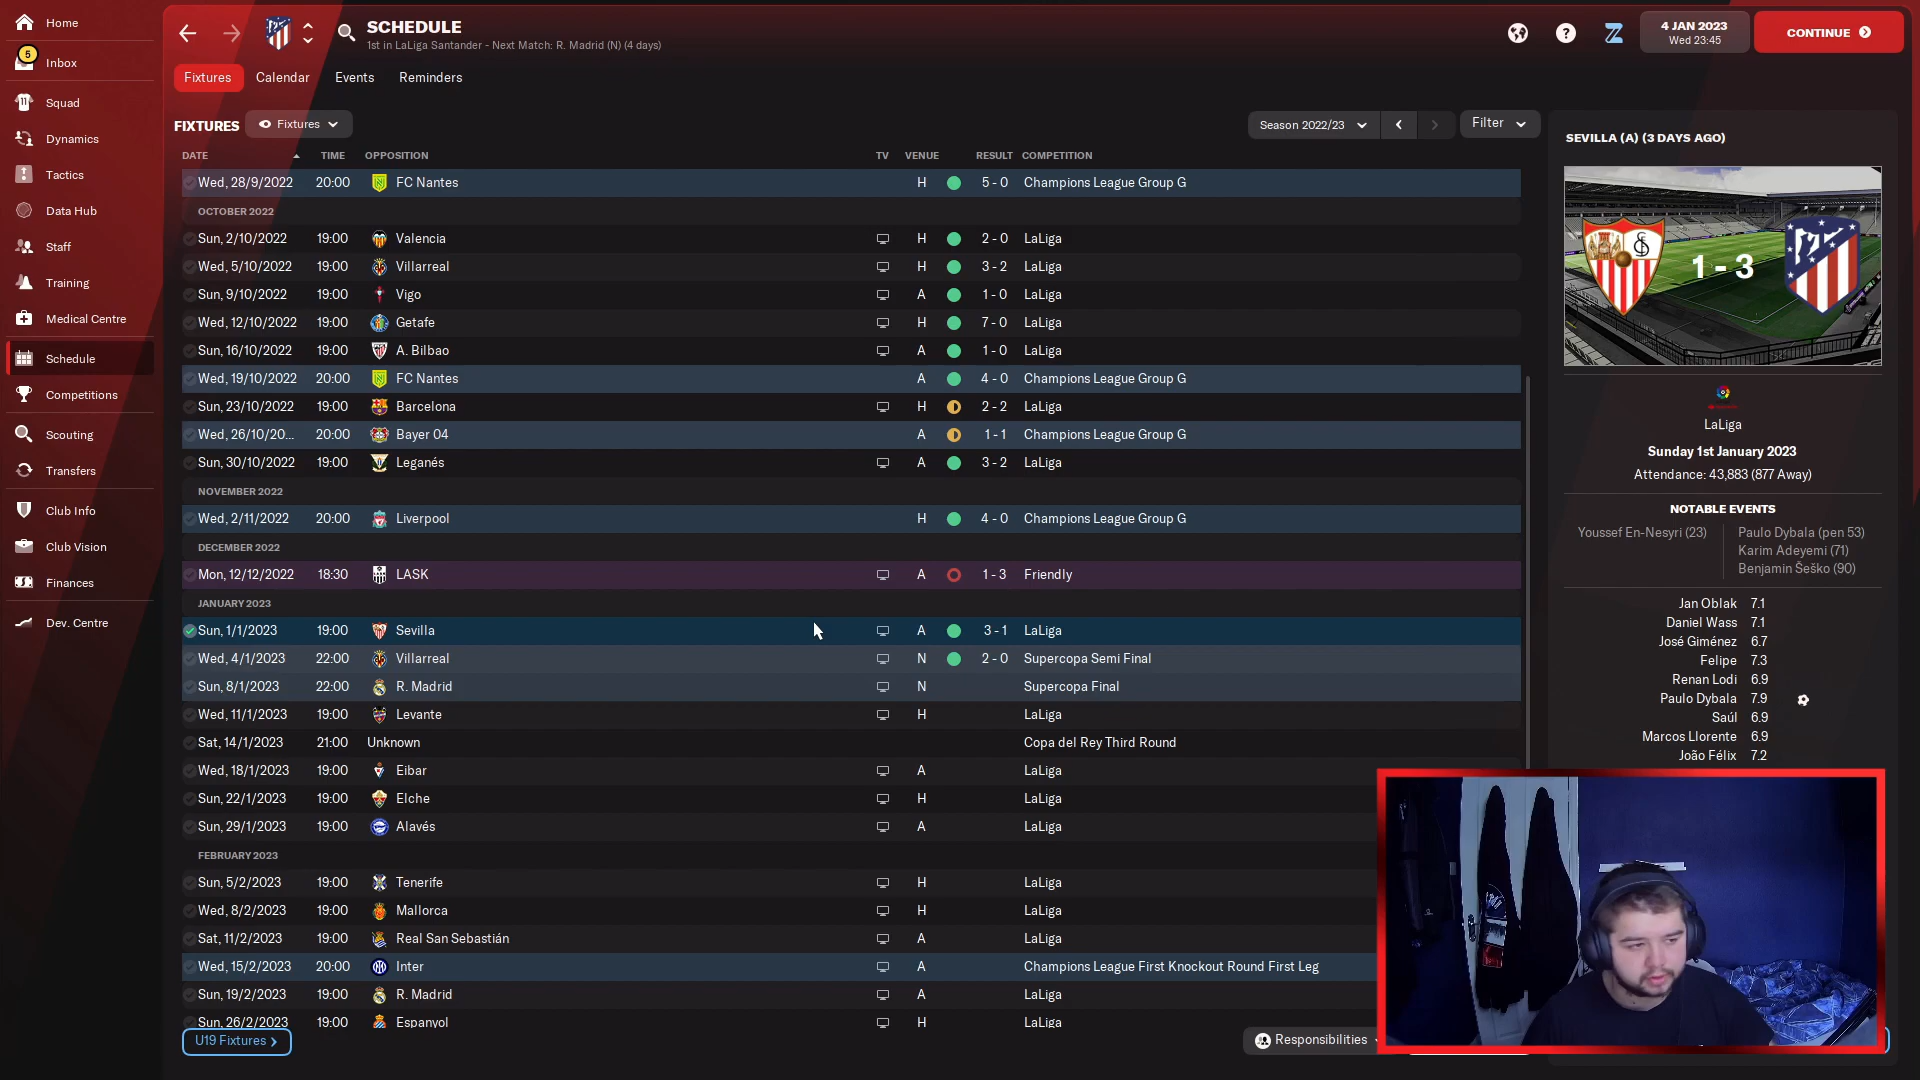 Home
5
Inbox
Squad
Dynamics
Tactics
Data Hub
Staff
Training
Medical Centre
Schedule
Competitions
Scouting
Transfers
Club Info
Club Vision
Finances
Dev. Centre
SCHEDULE
1st in LaLiga Santander - Next Match: R. Madrid (N) (4 days)
4 JAN 2023
Wed 23:45
CONTINUE
Fixtures Calendar Events Reminders
FIXTURES Fixtures
Season 2022/23 Filter
DATE TIME OPPOSITION TV VENUE RESULT COMPETITION
Wed, 28/9/2022 20:00 FC Nantes H 5 - 0 Champions League Group G
OCTOBER 2022
Sun, 2/10/2022 19:00 Valencia H 2 - 0 LaLiga
Wed, 5/10/2022 19:00 Villarreal H 3 - 2 LaLiga
Sun, 9/10/2022 19:00 Vigo A 1 - 0 LaLiga
Wed, 12/10/2022 19:00 Getafe H 7 - 0 LaLiga
Sun, 16/10/2022 19:00 A. Bilbao A 1 - 0 LaLiga
Wed, 19/10/2022 20:00 FC Nantes A 4 - 0 Champions League Group G
Sun, 23/10/2022 19:00 Barcelona H 2 - 2 LaLiga
Wed, 26/10/20... 20:00 Bayer 04 A 1 - 1 Champions League Group G
Sun, 30/10/2022 19:00 Leganés A 3 - 2 LaLiga
NOVEMBER 2022
Wed, 2/11/2022 20:00 Liverpool H 4 - 0 Champions League Group G
DECEMBER 2022
Mon, 12/12/2022 18:30 LASK A 1 - 3 Friendly
JANUARY 2023
Sun, 1/1/2023 19:00 Sevilla A 3 - 1 LaLiga
Wed, 4/1/2023 22:00 Villarreal N 2 - 0 Supercopa Semi Final
Sun, 8/1/2023 22:00 R. Madrid N Supercopa Final
Wed, 11/1/2023 19:00 Levante H LaLiga
Sat, 14/1/2023 21:00 Unknown Copa del Rey Third Round
Wed, 18/1/2023 19:00 Eibar A LaLiga
Sun, 22/1/2023 19:00 Elche H LaLiga
Sun, 29/1/2023 19:00 Alavés A LaLiga
FEBRUARY 2023
Sun, 5/2/2023 19:00 Tenerife H LaLiga
Wed, 8/2/2023 19:00 Mallorca H LaLiga
Sat, 11/2/2023 19:00 Real San Sebastián A LaLiga
Wed, 15/2/2023 20:00 Inter A Champions League First Knockout Round First Leg
Sun, 19/2/2023 19:00 R. Madrid A LaLiga
Sun, 26/2/2023 19:00 Espanyol H LaLiga
U19 Fixtures
Responsibilities
SEVILLA (A) (3 DAYS AGO)
1 - 3
LaLiga
Sunday 1st January 2023
Attendance: 43,883 (877 Away)
NOTABLE EVENTS
Youssef En-Nesyri (23) Paulo Dybala (pen 53)
Karim Adeyemi (71)
Benjamin Šeško (90)
Jan Oblak 7.1
Daniel Wass 7.1
José Giménez 6.7
Felipe 7.3
Renan Lodi 6.9
Paulo Dybala 7.9
Saúl 6.9
Marcos Llorente 6.9
João Félix 7.2